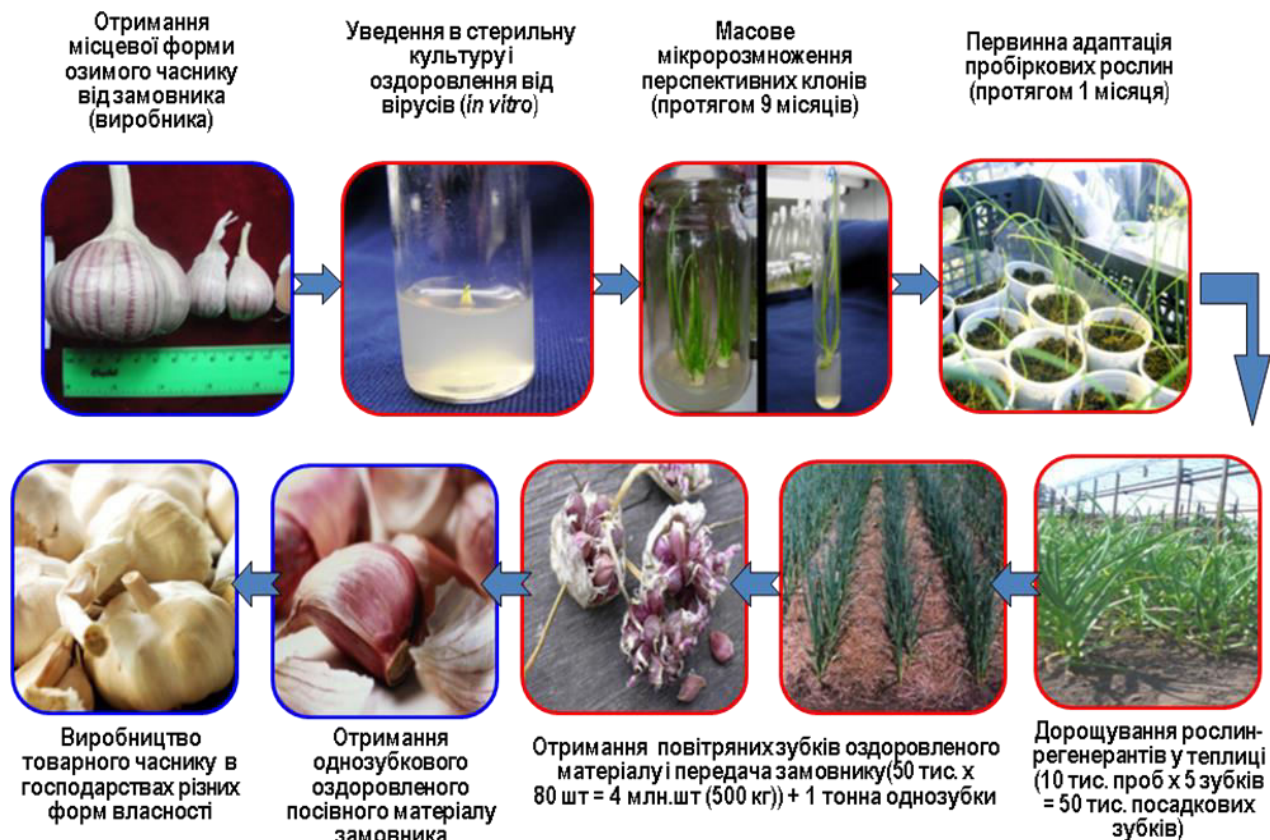 Отримання
місцевої форми
озимого часнику
від замовника
(виробника)
Уведення в стерильну
культуру і
оздоровлення від
вірусів (in vitro)
Масове
мікророзмноження
перспективних клонів
(протягом 9 місяців)
Первинна адаптація
пробіркових рослин
(протягом 1 місяця)
Виробництво
товарного часнику в
господарствах різних
форм власності
Отримання
однозубкового
оздоровленого
посівного матеріалу
замовника
Отримання повітряних зубків оздоровленого
матеріалу і передача замовнику(50 тис. х
80 шт = 4 млн.шт (500 кг)) + 1 тонна однозубки
Дорощування рослин-
регенерантів у теплиці
(10 тис. проб х 5 зубків
= 50 тис. посадкових
зубків)